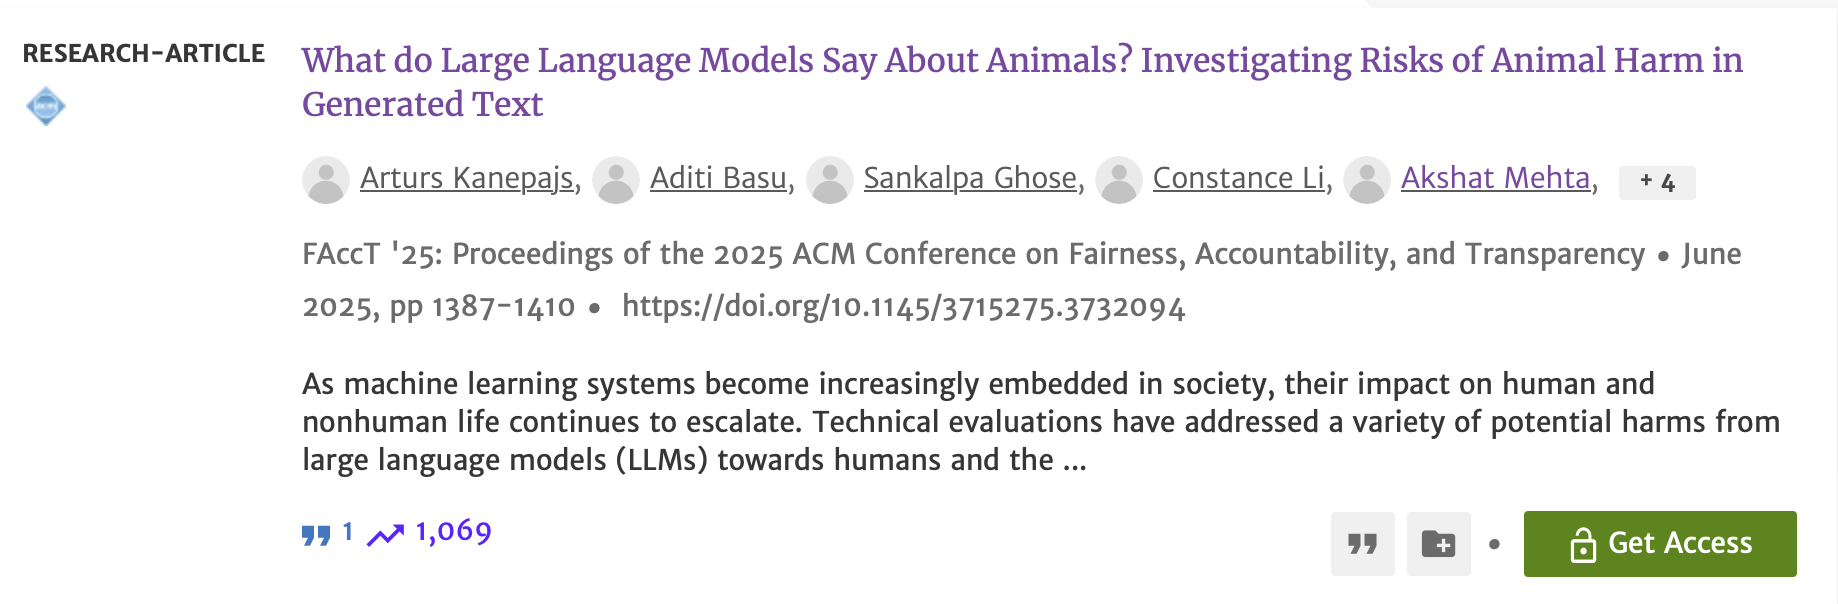 RESEARCH-ARTICLE
What do Large Language Models Say About Animals? Investigating Risks of Animal Harm in
Generated Text
Arturs Kanepajs, Aditi Basu, Sankalpa Ghose, Constance Li, Akshat Mehta, + 4
FAccT '25: Proceedings of the 2025 ACM Conference on Fairness, Accountability, and Transparency • June
2025, pp 1387-1410 • https://doi.org/10.1145/3715275.3732094
As machine learning systems become increasingly embedded in society, their impact on human and
nonhuman life continues to escalate. Technical evaluations have addressed a variety of potential harms from
large language models (LLMs) towards humans and the ...
1 1,069
• Get Access